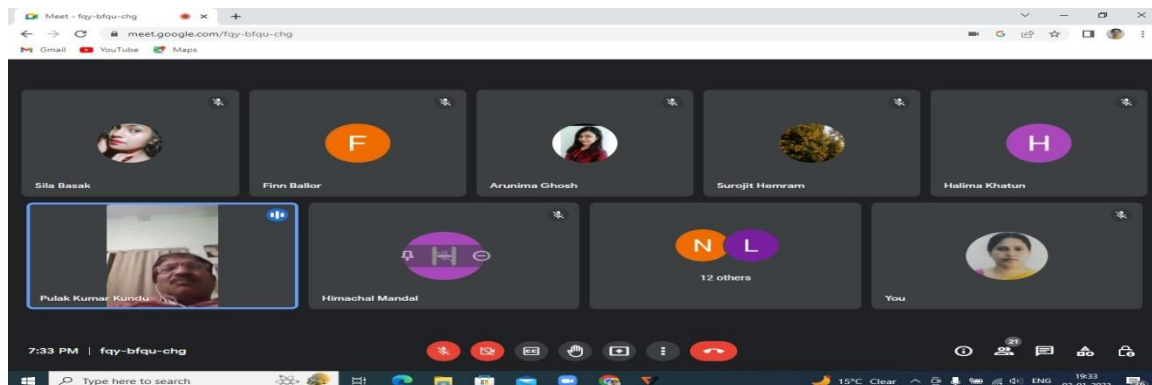 Meet - fqy-bfqu-chg
meet.google.com/fqy-bfqu-chg
Gmail YouTube Maps
F
H
Sila Basak Finn Ballor Arunima Ghosh Surojit Hemram Halima Khatun
N L
12 others
Pulak Kumar Kundu Himachal Mandal You
7:33 PM | fqy-bfqu-chg
21
Type here to search
15°C Clear ENG 19:33